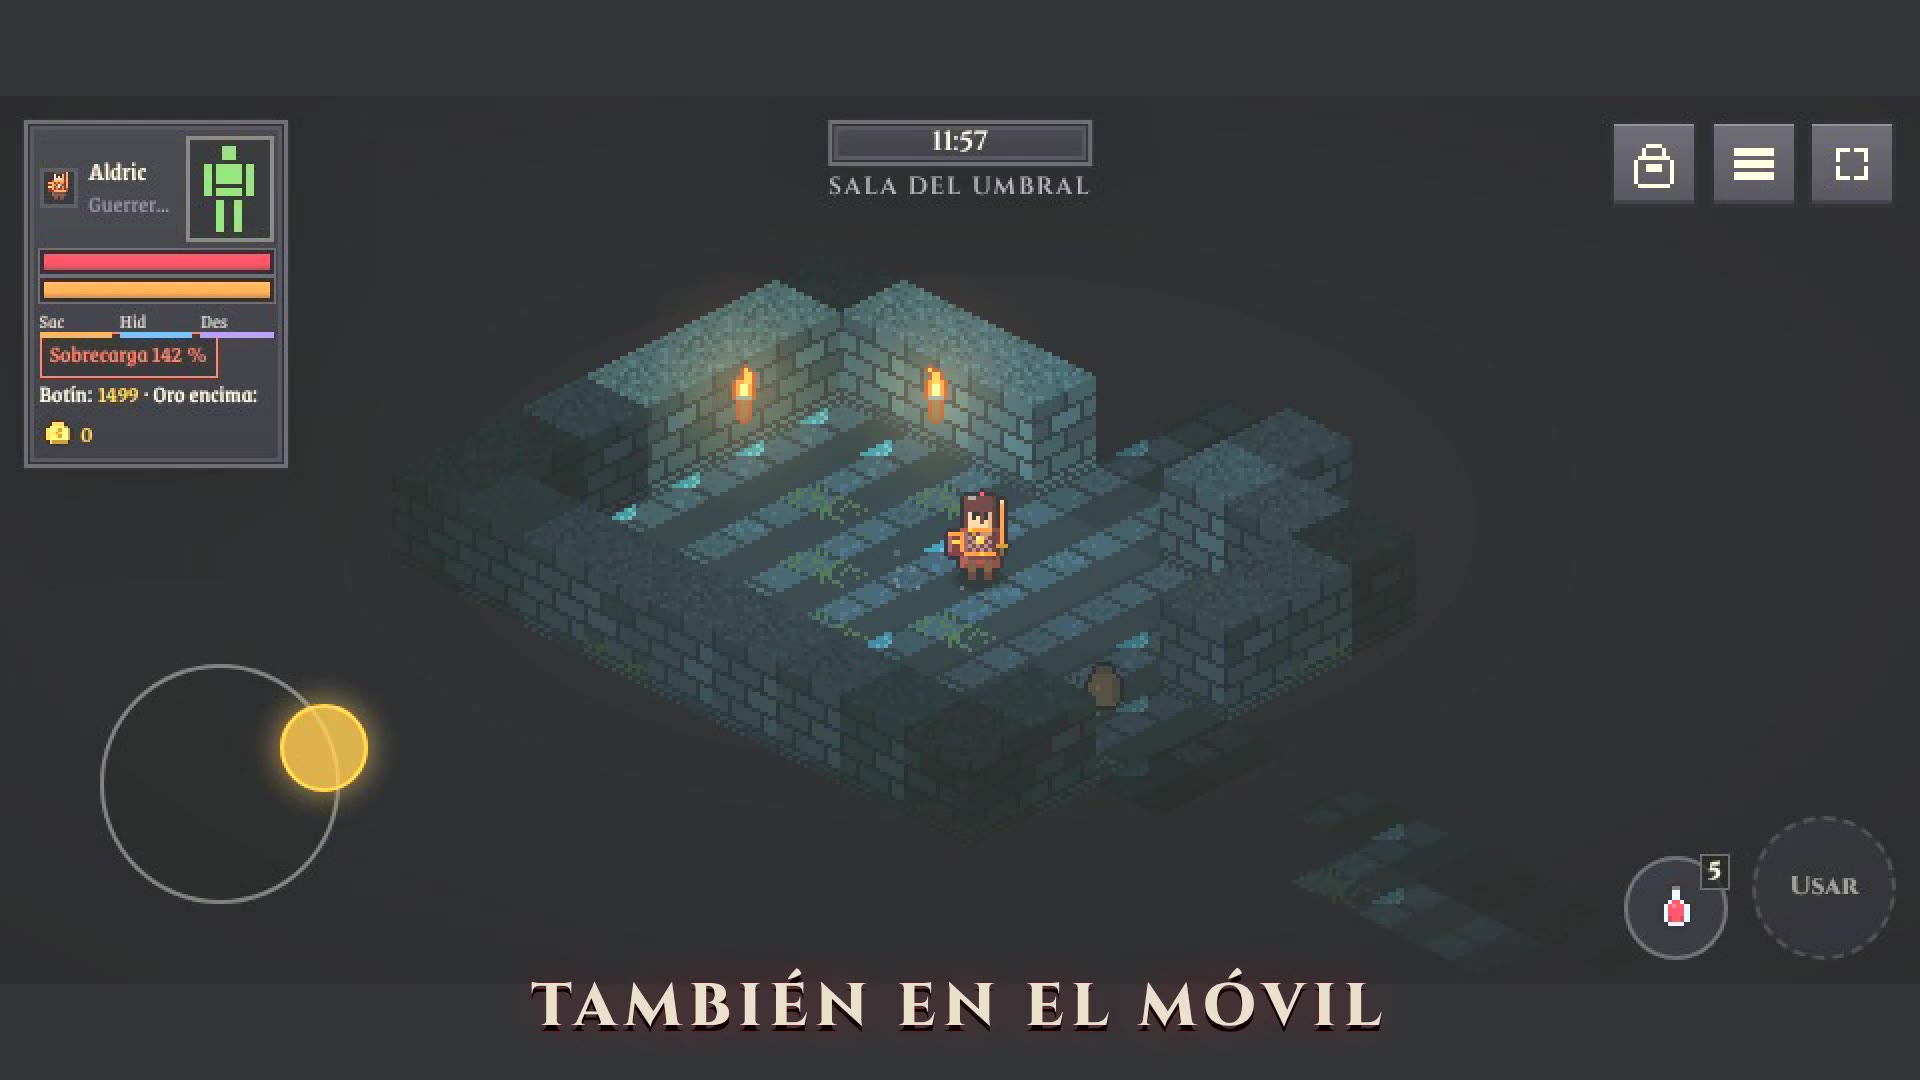 Aldric
Guerrer...
Sac Hid Des
Sobrecarga 142 %
Botín: 1499 · Oro encima:
0
11:57
SALA DEL UMBRAL
5
USAR
TAMBIÉN EN EL MÓVIL